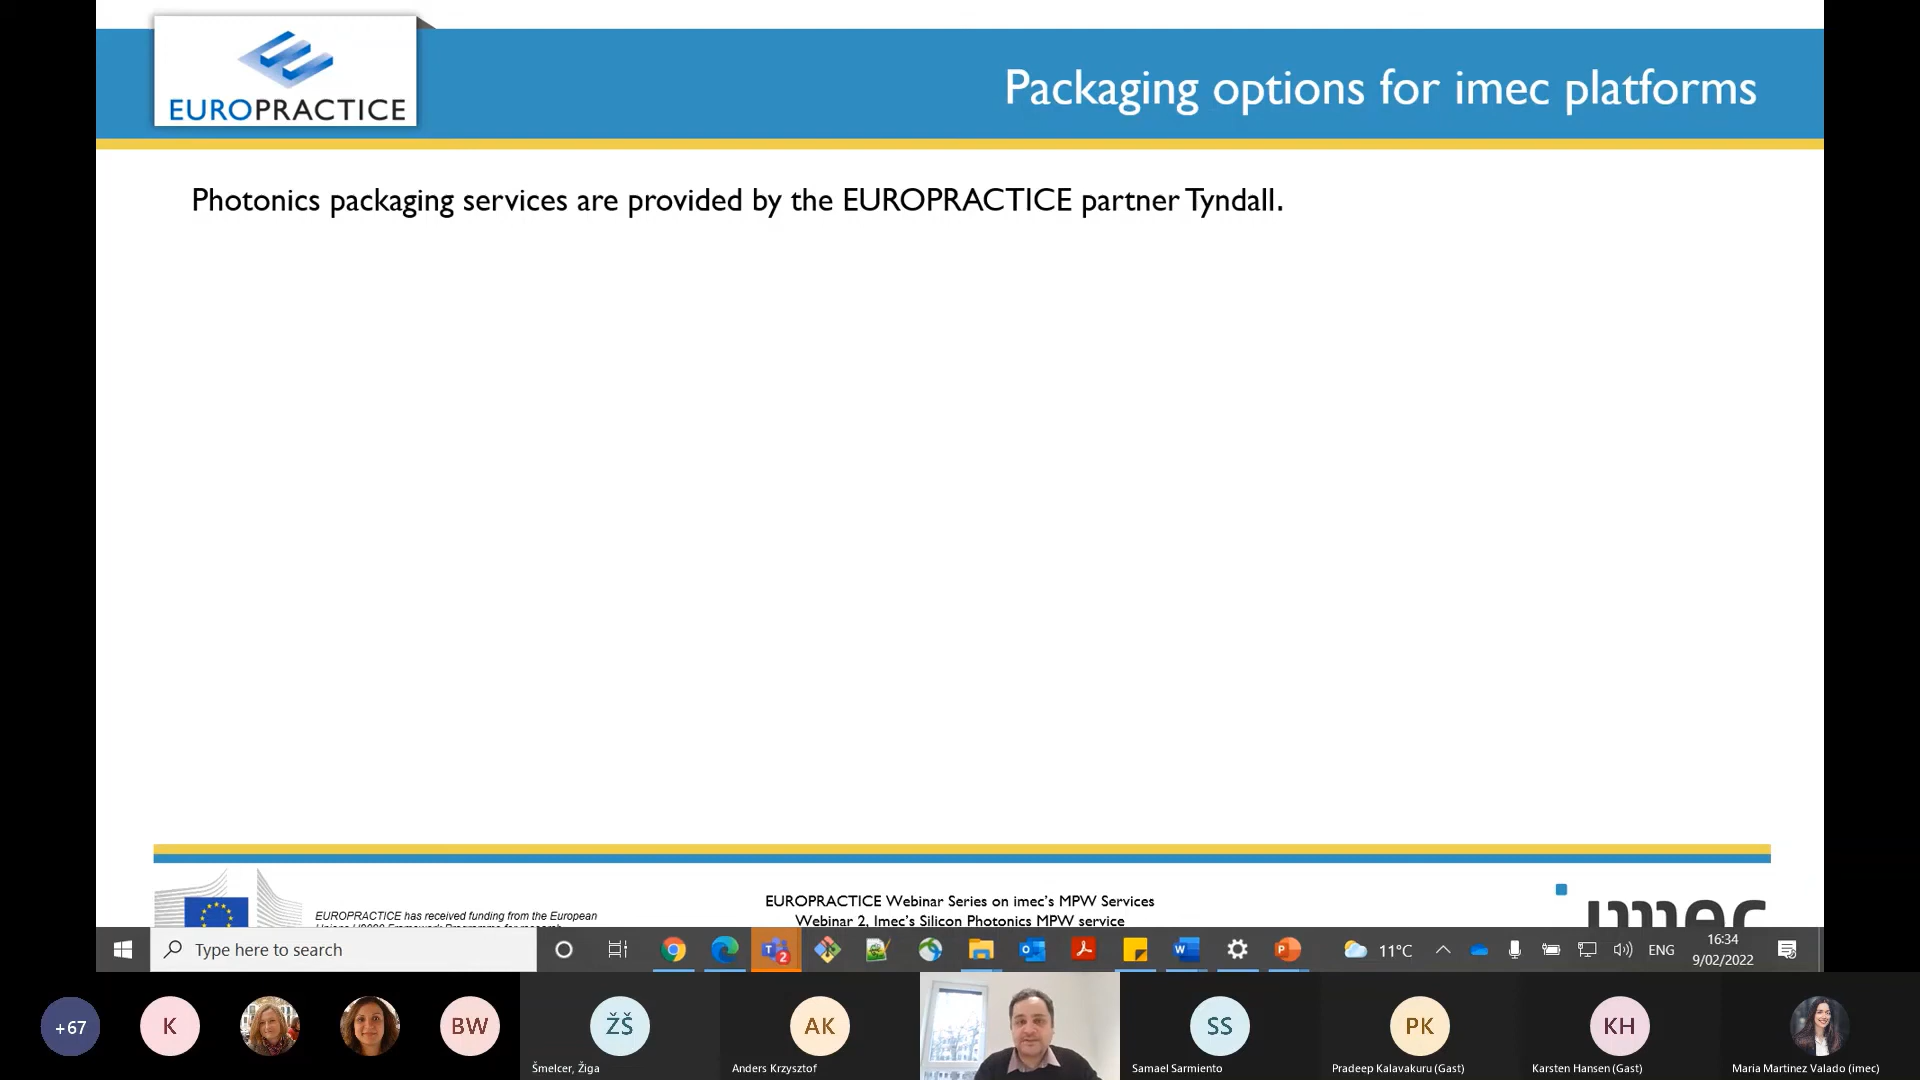 EUROPRACTICE
Packaging options for imec platforms
Photonics packaging services are provided by the EUROPRACTICE partner Tyndall.
EUROPRACTICE has received funding from the European
EUROPRACTICE Webinar Series on imec's MPW Services
Webinar 2, Imec's Silicon Photonics MPW service
imec
Type here to search
2
11°C
ENG
16:34
9/02/2022
+67
K
BW
ŽŠ
AK
SS
PK
KH
Šmelcer, Žiga
Anders Krzysztof
Samael Sarmiento
Pradeep Kalavakuru (Gast)
Karsten Hansen (Gast)
Maria Martinez Valado (imec)